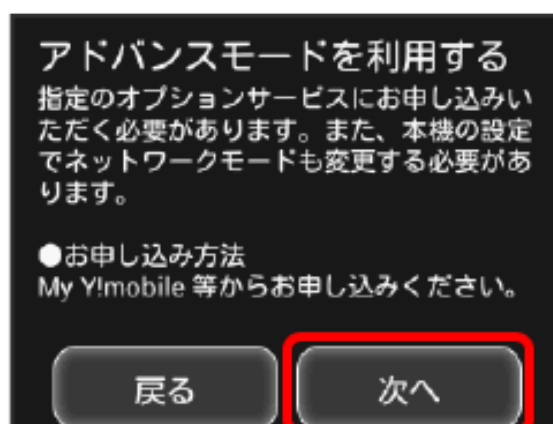 アドバンスモードを利用する
指定のオプションサービスにお申し込みい
ただく必要があります。また、本機の設定
でネットワークモードも変更する必要があ
ります。
●お申し込み方法
My Y!mobile 等からお申し込みください。
戻る
次へ